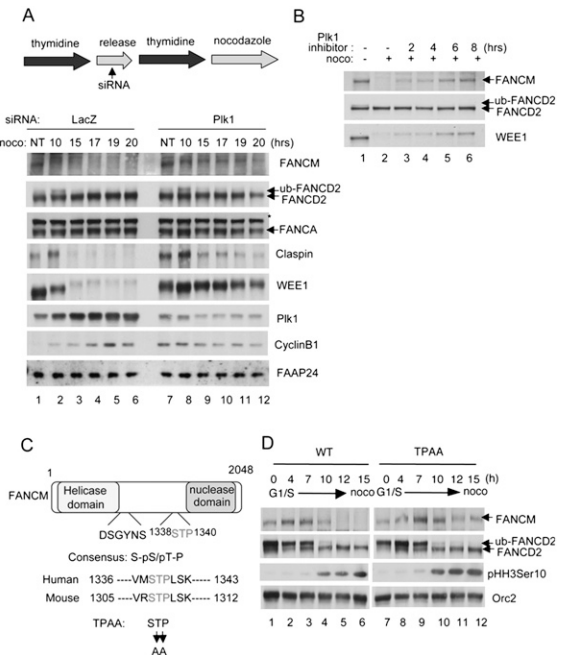 A
thymidine release thymidine nocodazole
siRNA
siRNA: LacZ Plk1
noco: NT 10 15 17 19 20 NT 10 15 17 19 20 (hrs)
FANCM
ub-FANCD2
FANCD2
FANCA
Claspin
WEE1
Plk1
CyclinB1
FAAP24
1 2 3 4 5 6 7 8 9 10 11 12
B
Plk1
inhibitor : - - 2 4 6 8 (hrs)
noco: - + + + + +
FANCM
ub-FANCD2
FANCD2
WEE1
1 2 3 4 5 6
C
1 2048
FANCM Helicase domain nuclease domain
DSGYNS 1338 STP 1340
Consensus: S-pS/pT-P
Human 1336 ----VMSTPLSK----- 1343
Mouse 1305 ----VRSTPLSK----- 1312
TPAA: STP
AA
D
WT TPAA
0 4 7 10 12 15 0 4 7 10 12 15 (h)
G1/S noco G1/S noco
FANCM
ub-FANCD2
FANCD2
pHH3Ser10
Orc2
1 2 3 4 5 6 7 8 9 10 11 12